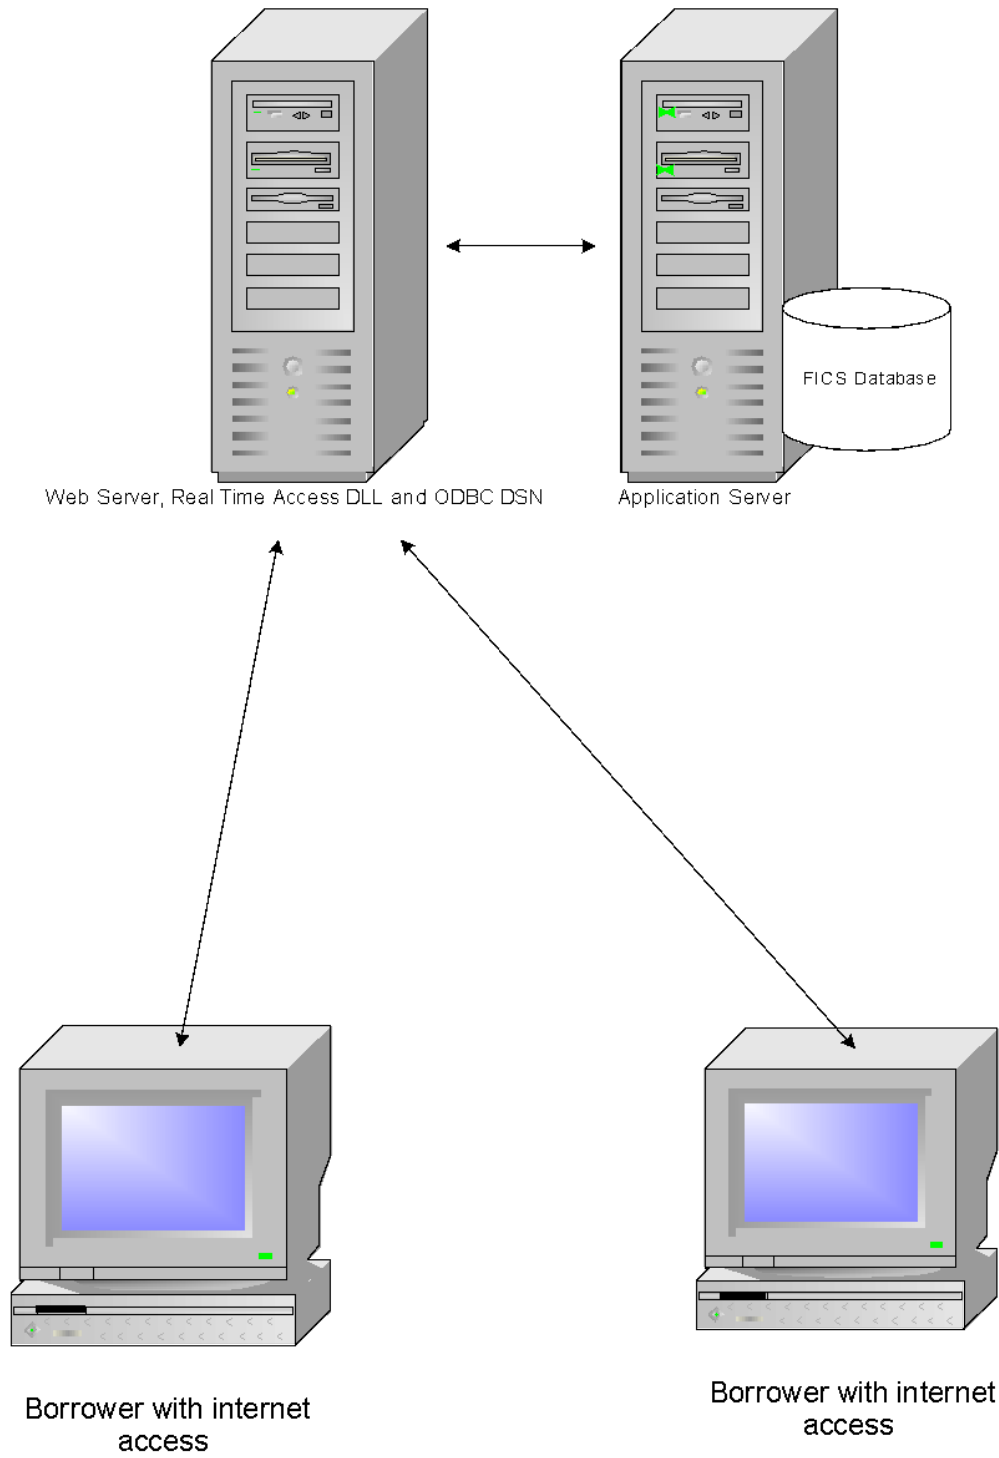 FICS Database
Web Server, Real Time Access DLL and ODBC DSN
Application Server
Borrower with internet
access
Borrower with internet
access